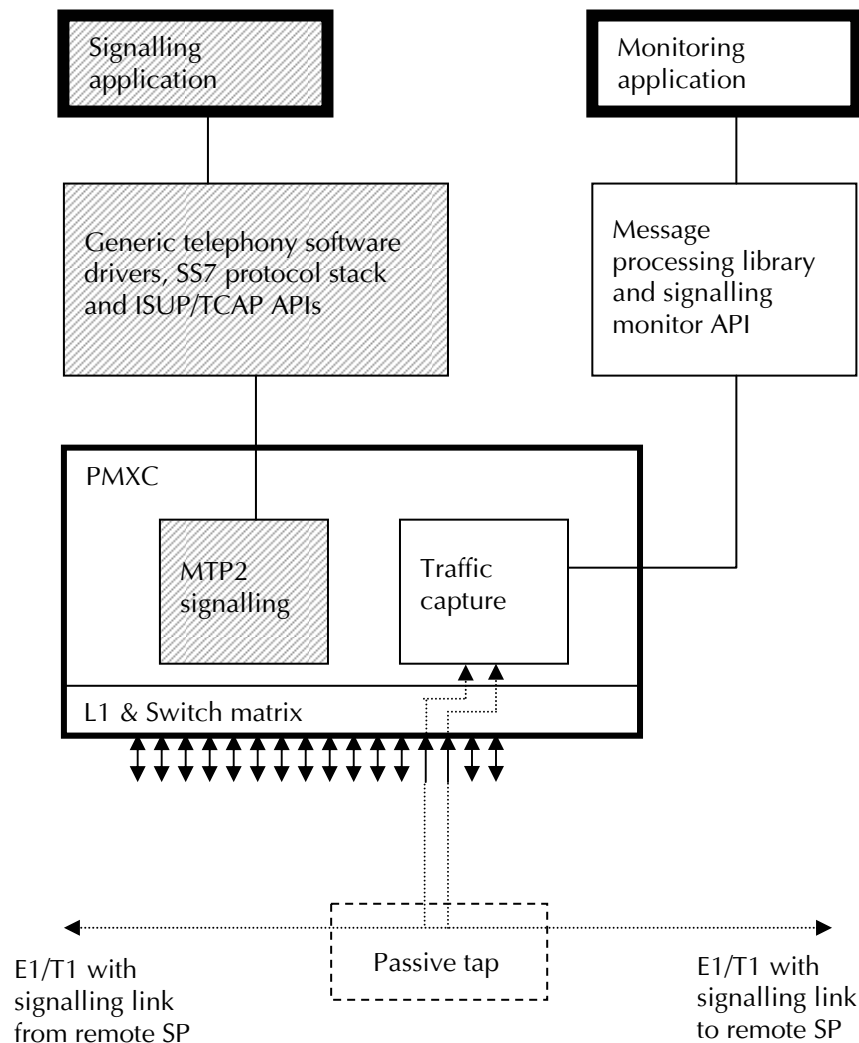 Signalling
application
Monitoring
application
Generic telephony software
drivers, SS7 protocol stack
and ISUP/TCAP APIs
Message
processing library
and signalling
monitor API
PMXC
MTP2
signalling
Traffic
capture
L1 & Switch matrix
Passive tap
E1/T1 with
signalling link
from remote SP
E1/T1 with
signalling link
to remote SP